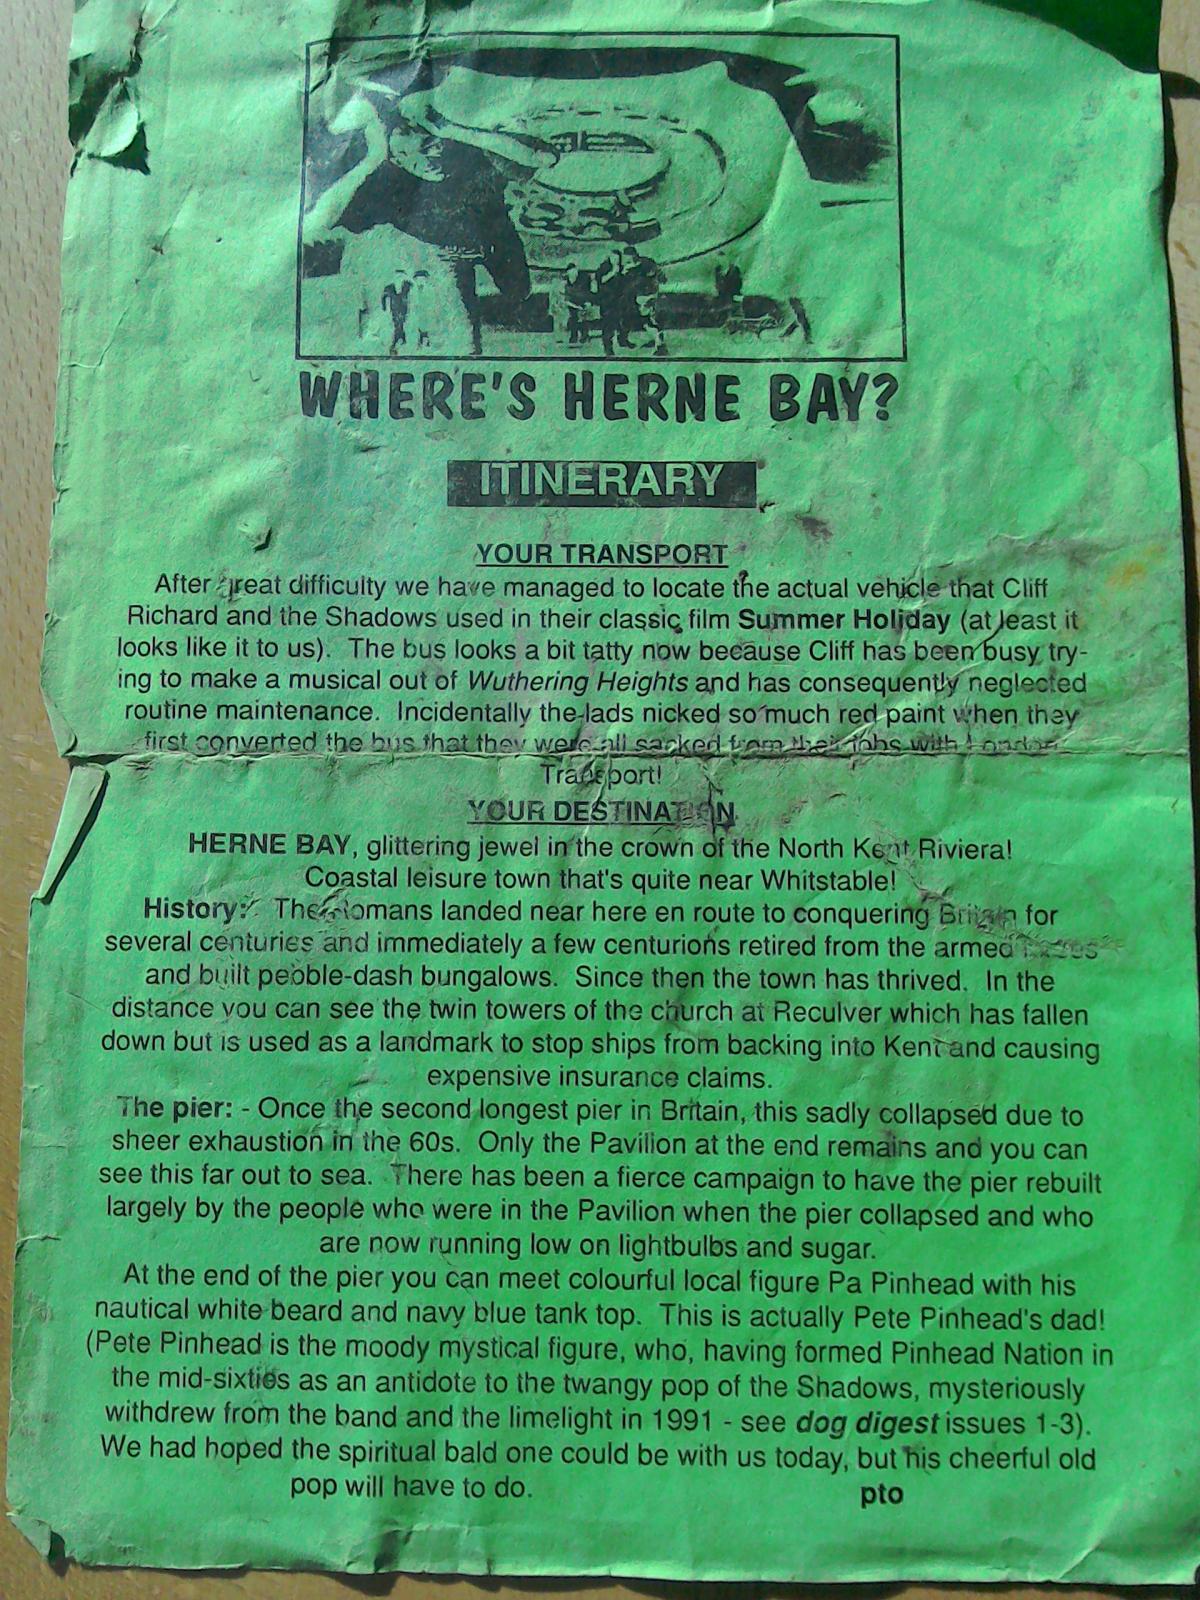 WHERE'S HERNE BAY?
ITINERARY
YOUR TRANSPORT
After great difficulty we have managed to locate the actual vehicle that Cliff
Richard and the Shadows used in their classic film Summer Holiday (at least it
looks like it to us). The bus looks a bit tatty now because Cliff has been busy try-
ing to make a musical out of Wuthering Heights and has consequently neglected
routine maintenance. Incidentally the lads nicked so much red paint when they
first converted the bus that they were all sacked from their jobs with London
Transport!
YOUR DESTINATION
HERNE BAY, glittering jewel in the crown of the North Kent Riviera!
Coastal leisure town that's quite near Whitstable!
History: The Romans landed near here en route to conquering Britain for
several centuries and immediately a few centurions retired from the armed
and built pebble-dash bungalows. Since then the town has thrived. In the
distance you can see the twin towers of the church at Reculver which has fallen
down but is used as a landmark to stop ships from backing into Kent and causing
expensive insurance claims.
The pier: - Once the second longest pier in Britain, this sadly collapsed due to
sheer exhaustion in the 60s. Only the Pavilion at the end remains and you can
see this far out to sea. There has been a fierce campaign to have the pier rebuilt
largely by the people who were in the Pavilion when the pier collapsed and who
are now running low on lightbulbs and sugar.
At the end of the pier you can meet colourful local figure Pa Pinhead with his
nautical white beard and navy blue tank top. This is actually Pete Pinhead's dad!
(Pete Pinhead is the moody mystical figure, who, having formed Pinhead Nation in
the mid-sixties as an antidote to the twangy pop of the Shadows, mysteriously
withdrew from the band and the limelight in 1991 - see dog digest issues 1-3).
We had hoped the spiritual bald one could be with us today, but his cheerful old
pop will have to do. pto